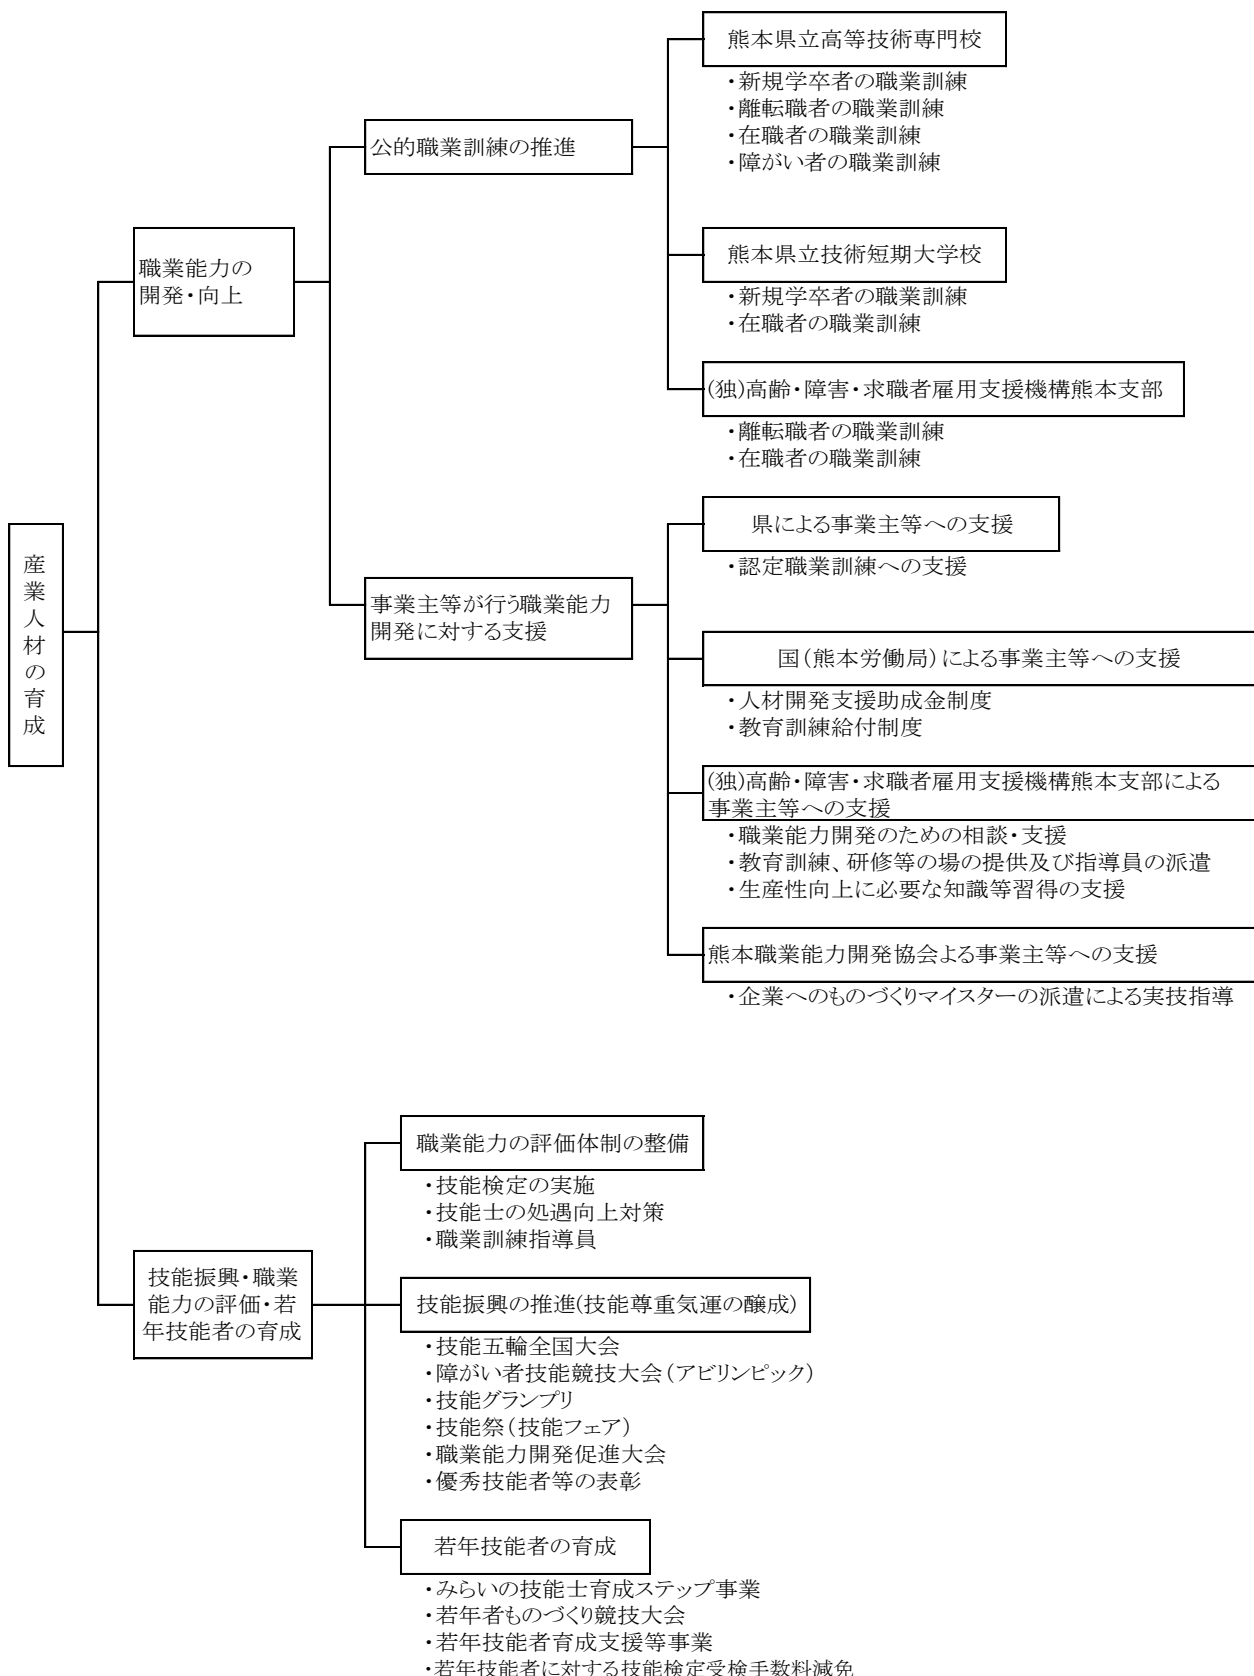 産業人材の育成
職業能力の
開発・向上
公的職業訓練の推進
熊本県立高等技術専門校
・新規学卒者の職業訓練
・離転職者の職業訓練
・在職者の職業訓練
・障がい者の職業訓練
熊本県立技術短期大学校
・新規学卒者の職業訓練
・在職者の職業訓練
(独)高齢・障害・求職者雇用支援機構熊本支部
・離転職者の職業訓練
・在職者の職業訓練
事業主等が行う職業能力
開発に対する支援
県による事業主等への支援
・認定職業訓練への支援
国(熊本労働局)による事業主等への支援
・人材開発支援助成金制度
・教育訓練給付制度
(独)高齢・障害・求職者雇用支援機構熊本支部による
事業主等への支援
・職業能力開発のための相談・支援
・教育訓練、研修等の場の提供及び指導員の派遣
・生産性向上に必要な知識等習得の支援
熊本職業能力開発協会よる事業主等への支援
・企業へのものづくりマイスターの派遣による実技指導
技能振興・職業
能力の評価・若
年技能者の育成
職業能力の評価体制の整備
・技能検定の実施
・技能士の処遇向上対策
・職業訓練指導員
技能振興の推進(技能尊重気運の醸成)
・技能五輪全国大会
・障がい者技能競技大会(アビリンピック)
・技能グランプリ
・技能祭(技能フェア)
・職業能力開発促進大会
・優秀技能者等の表彰
若年技能者の育成
・みらいの技能士育成ステップ事業
・若年者ものづくり競技大会
・若年技能者育成支援等事業
・若年技能者に対する技能検定受検手数料減免